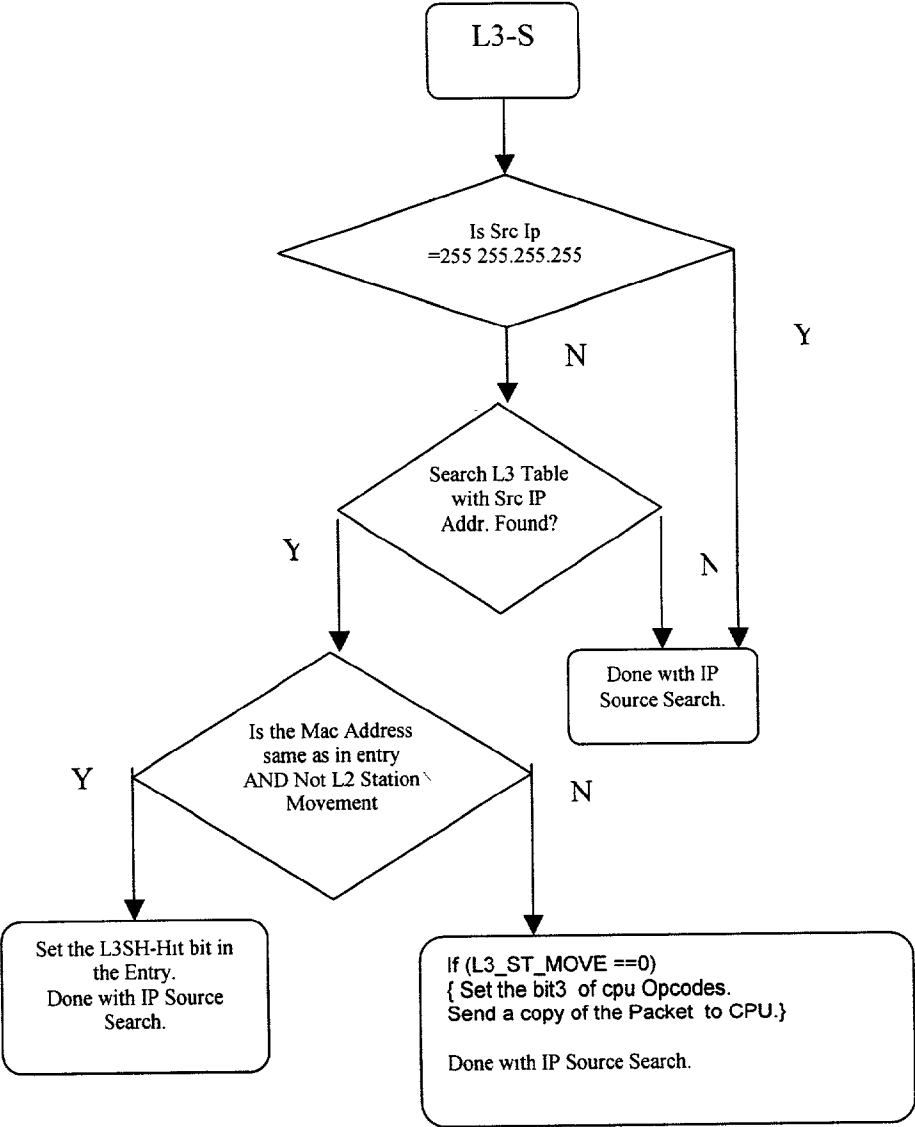 L3-S
Is Src Ip
=255 255.255.255
Y
N
Search L3 Table
with Src IP
Addr. Found?
Y
N
Done with IP
Source Search.
Is the Mac Address
same as in entry
AND Not L2 Station
Movement
Y
N
Set the L3SH-Hit bit in
the Entry.
Done with IP Source
Search.
If (L3_ST_MOVE ==0)
{ Set the bit3 of cpu Opcodes.
Send a copy of the Packet to CPU.}
Done with IP Source Search.